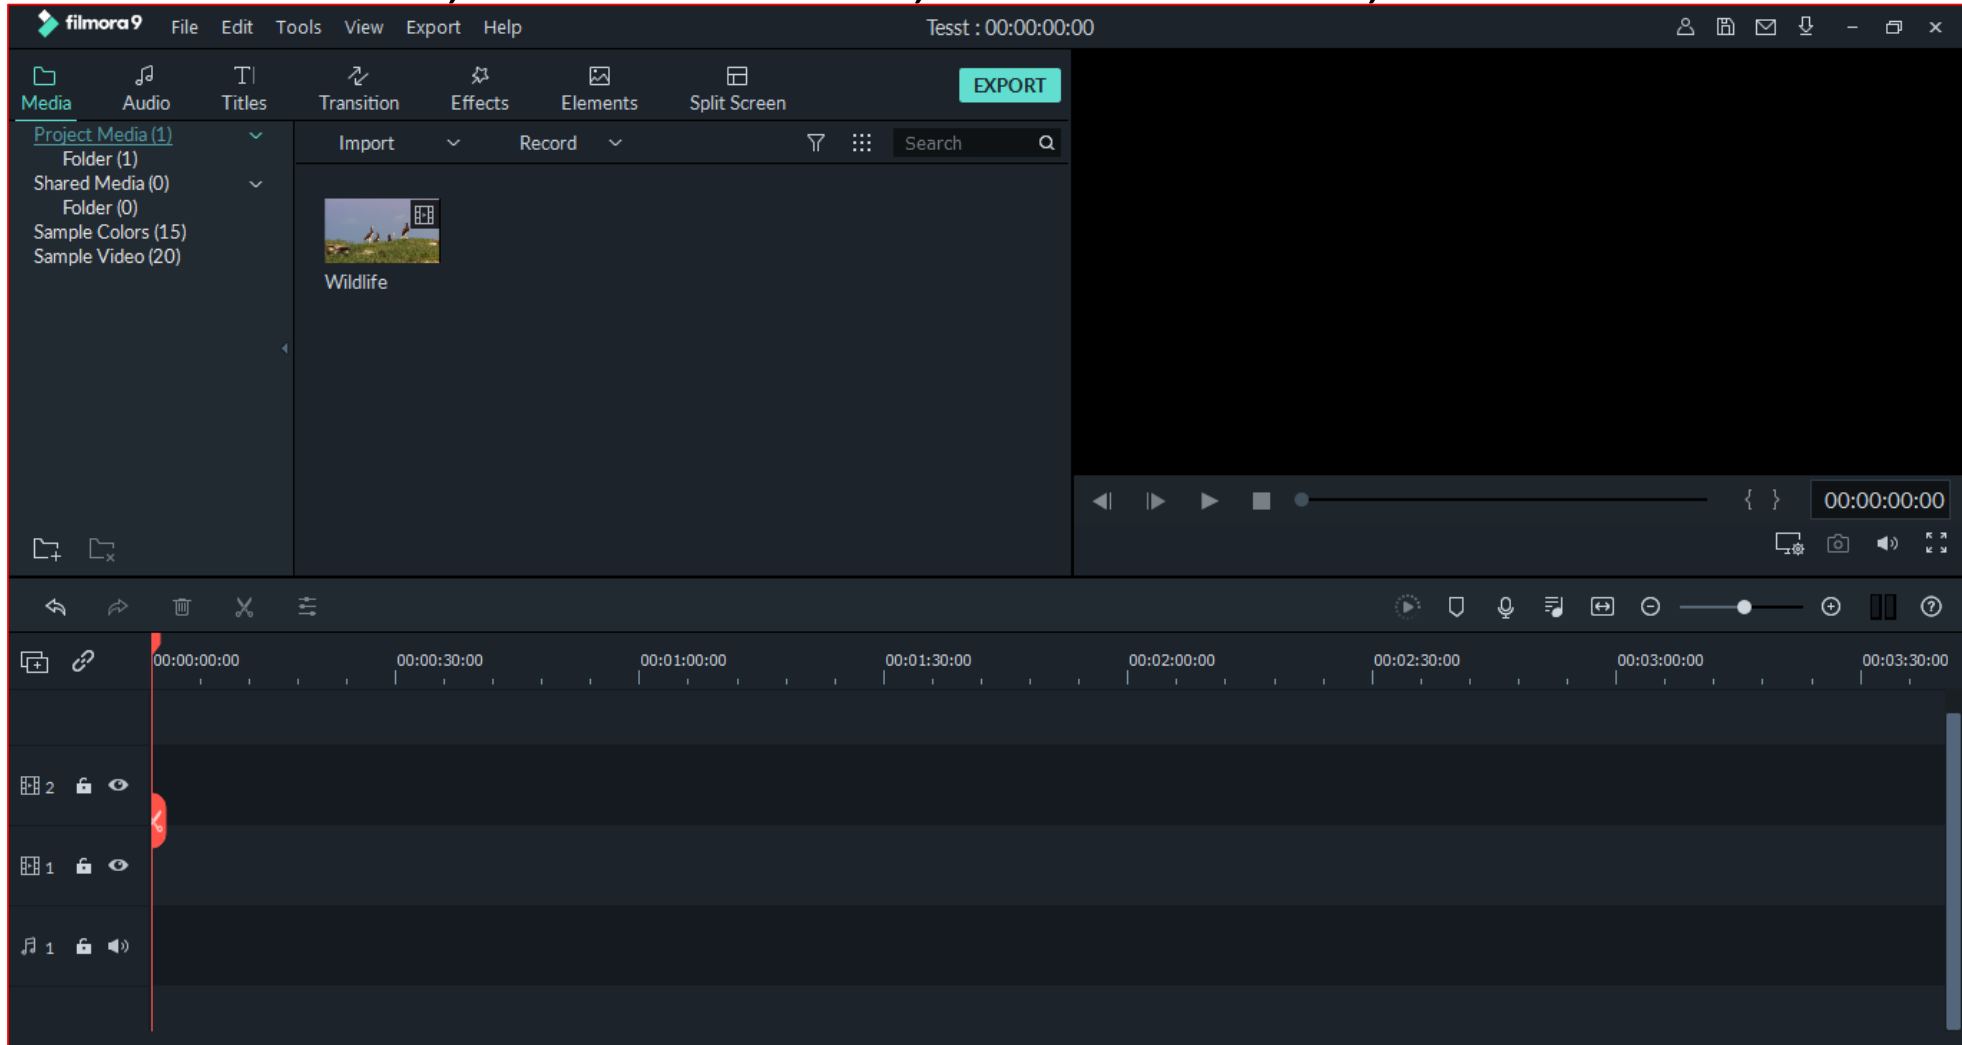 filmora9 File Edit Tools View Export Help Tesst : 00:00:00:00
Media Audio Titles Transition Effects Elements Split Screen EXPORT
Project Media (1)
Folder (1)
Shared Media (0)
Folder (0)
Sample Colors (15)
Sample Video (20)
Import Record Search
Wildlife
{ } 00:00:00:00
00:00:00:00 00:00:30:00 00:01:00:00 00:01:30:00 00:02:00:00 00:02:30:00 00:03:00:00 00:03:30:00
2
1
1